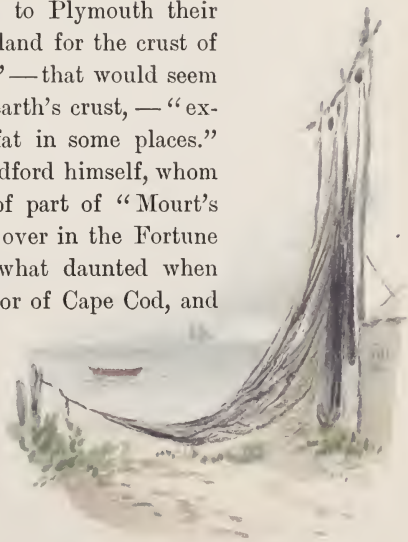 to Plymouth their
land for the crust of
”—that would seem
arth’s crust, — “ ex-
fat in some places.”
dford himself, whom
of part of “ Mourt’s
over in the Fortune
what daunted when
or of Cape Cod, and